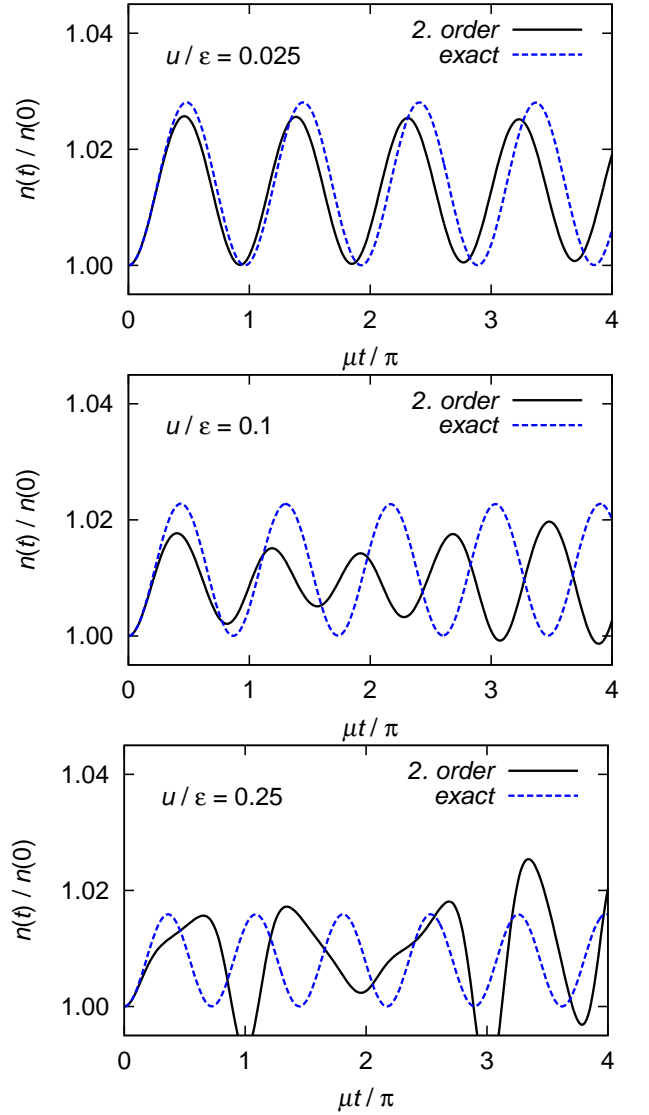 1.04
2. order
u / ε = 0.025
exact
1.02
n(t) / n(0)
1.00
0 1 2 3 4
μt / π
1.04
2. order
u / ε = 0.1
exact
1.02
n(t) / n(0)
1.00
0 1 2 3 4
μt / π
1.04
2. order
u / ε = 0.25
exact
1.02
n(t) / n(0)
1.00
0 1 2 3 4
μt / π